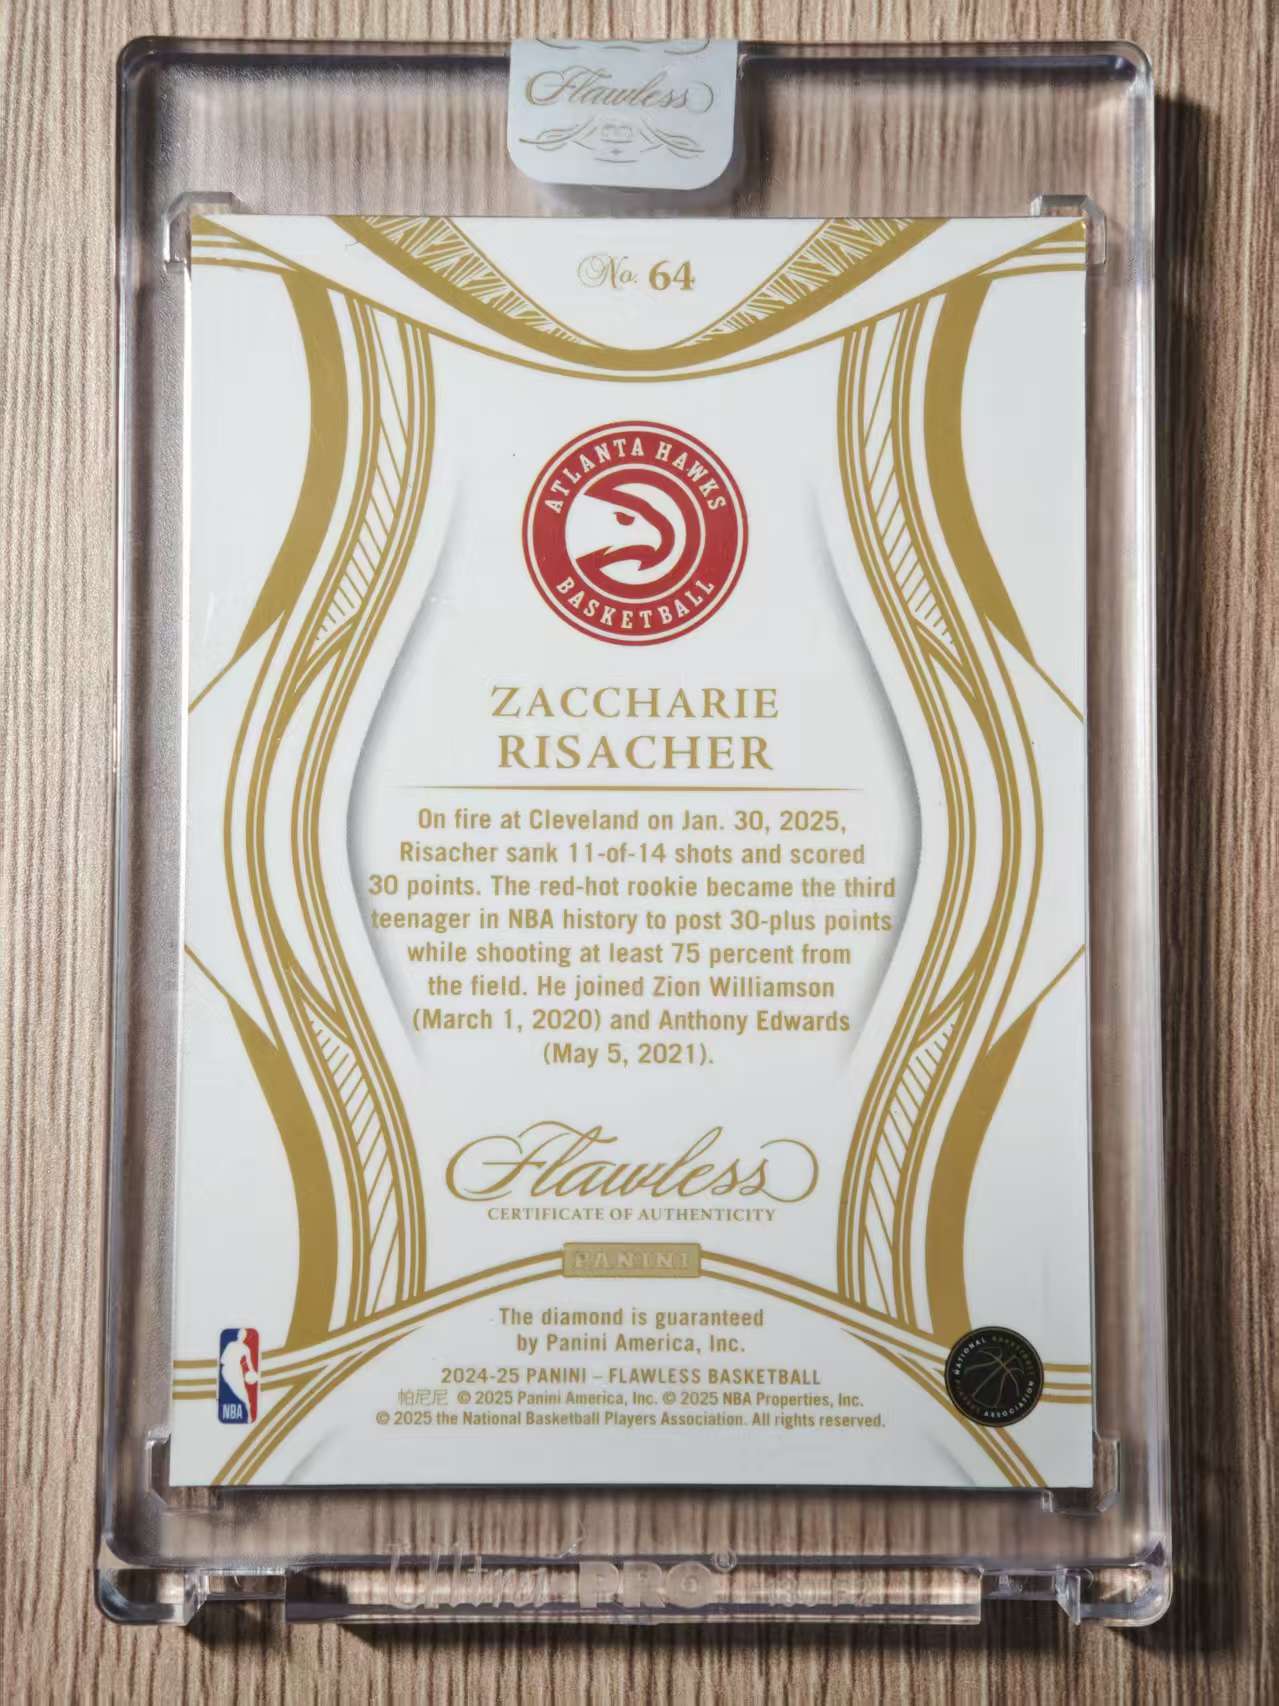 Flawless
No. 64
ATLANTA HAWKS
BASKETBALL
ZACCHARIE
RISACHER
On fire at Cleveland on Jan. 30, 2025,
Risacher sank 11-of-14 shots and scored
30 points. The red-hot rookie became the third
teenager in NBA history to post 30-plus points
while shooting at least 75 percent from
the field. He joined Zion Williamson
(March 1, 2020) and Anthony Edwards
(May 5, 2021).
Flawless
CERTIFICATE OF AUTHENTICITY
PANINI
The diamond is guaranteed
by Panini America, Inc.
2024-25 PANINI – FLAWLESS BASKETBALL
帕尼尼 © 2025 Panini America, Inc. © 2025 NBA Properties, Inc.
© 2025 the National Basketball Players Association. All rights reserved.
NBA
NATIONAL BASKETBALL
PLAYERS ASSOCIATION
Ultra PRO®